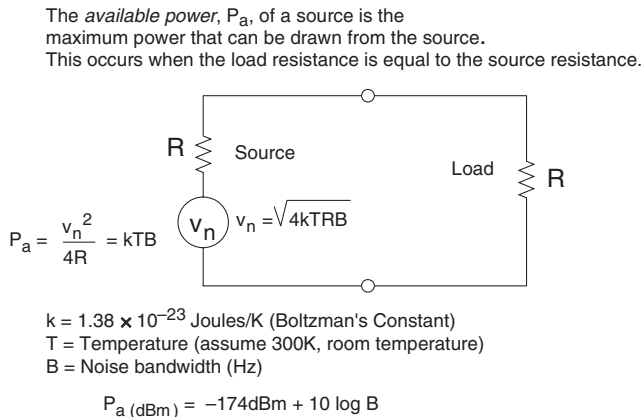 The available power, Pa, of a source is the
maximum power that can be drawn from the source.
This occurs when the load resistance is equal to the source resistance.
R
Source
Load
R
vn
vn = √4kTRB
Pa = vn² / 4R = kTB
k = 1.38 × 10⁻²³ Joules/K (Boltzman's Constant)
T = Temperature (assume 300K, room temperature)
B = Noise bandwidth (Hz)
Pa (dBm) = −174dBm + 10 log B